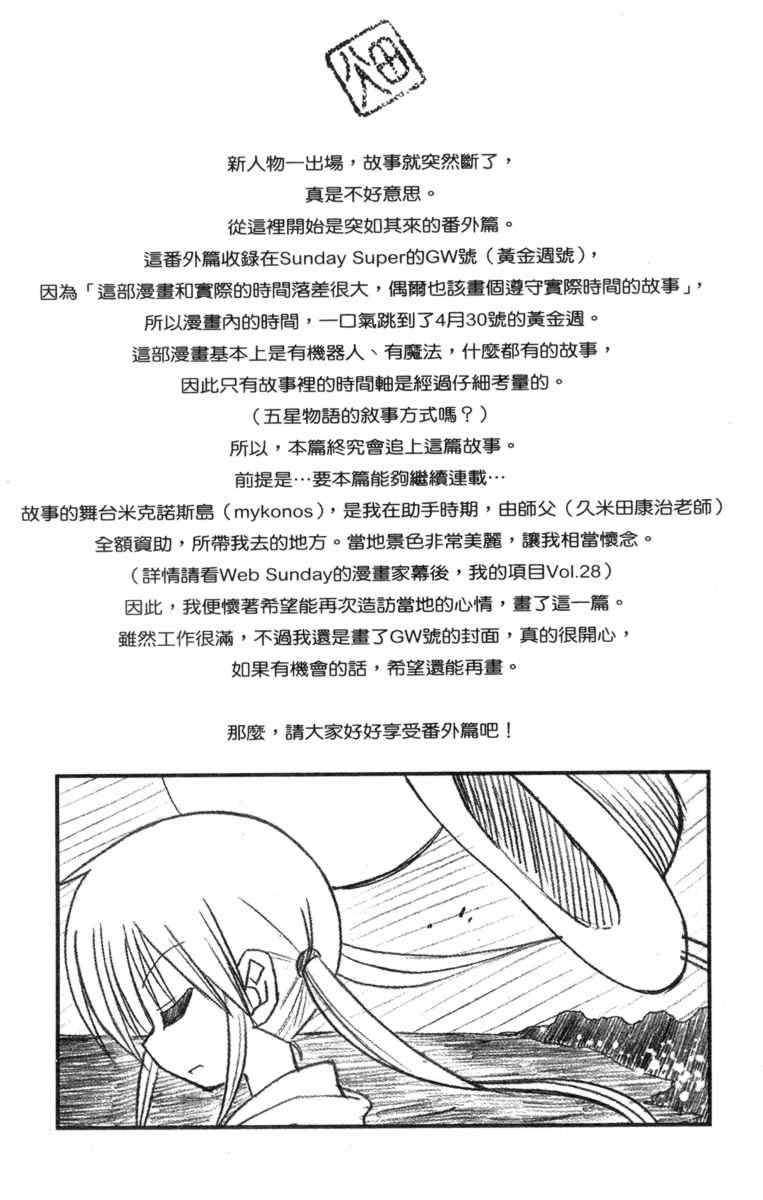 新人物一出場，故事就突然斷了，
真是不好意思。
從這裡開始是突如其來的番外篇。
這番外篇收錄在Sunday Super的GW號（黃金週號），
因為「這部漫畫和實際的時間落差很大，偶爾也該畫個遵守實際時間的故事」，
所以漫畫內的時間，一口氣跳到了4月30號的黃金週。
這部漫畫基本上是有機器人、有魔法，什麼都有的故事，
因此只有故事裡的時間軸是經過仔細考量的。
（五星物語的敘事方式嗎？）
所以，本篇終究會追上這篇故事。
前提是…要本篇能夠繼續連載…
故事的舞台米克諾斯島（mykonos），是我在助手時期，由師父（久米田康治老師）
全額資助，所帶我去的地方。當地景色非常美麗，讓我相當懷念。
（詳情請看Web Sunday的漫畫家幕後，我的項目Vol.28）
因此，我便懷著希望能再次造訪當地的心情，畫了這一篇。
雖然工作很滿，不過我還是畫了GW號的封面，真的很開心，
如果有機會的話，希望還能再畫。
那麼，請大家好好享受番外篇吧！